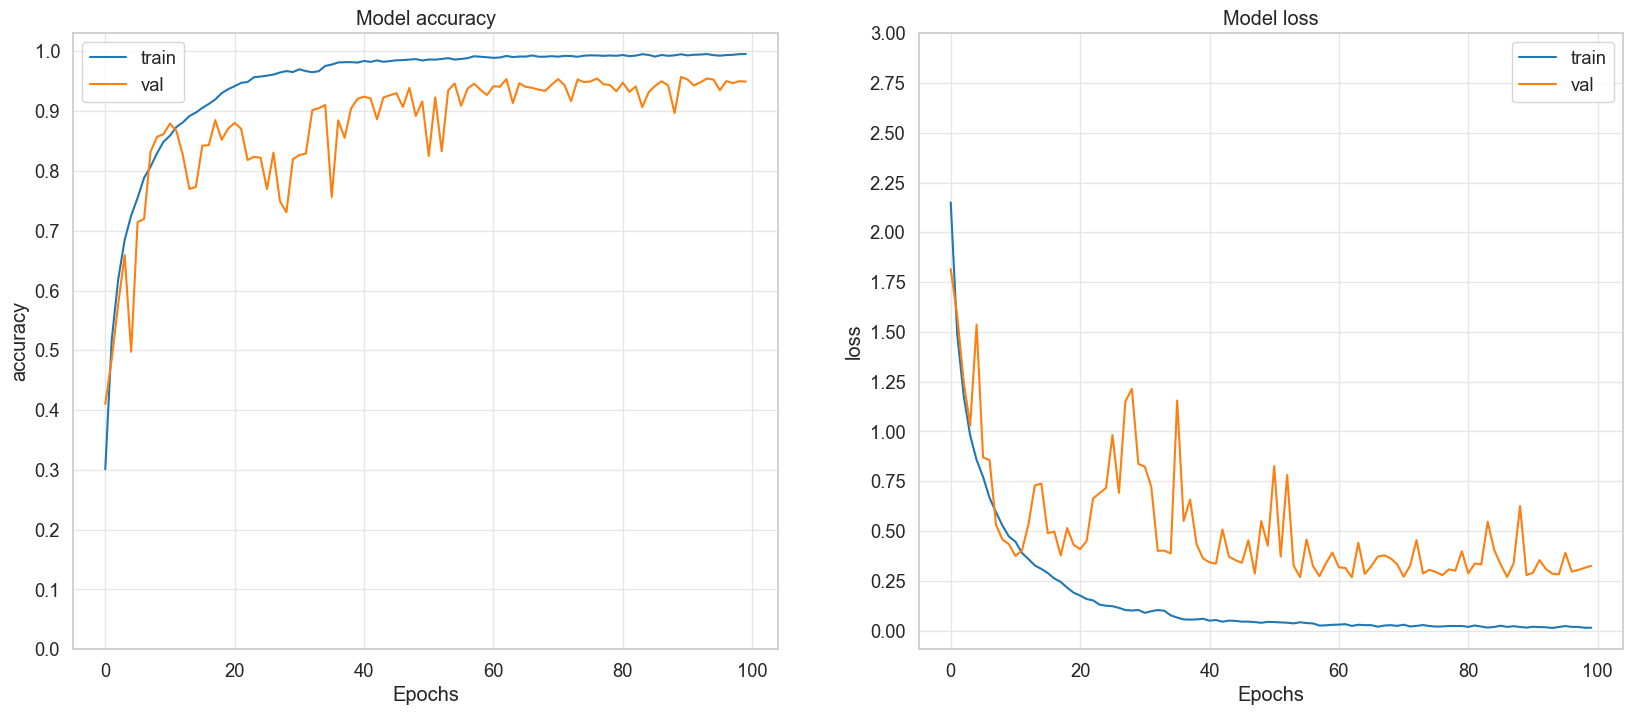 Model accuracy
1.0
0.9
0.8
0.7
0.6
0.5
0.4
0.3
0.2
0.1
0.0
accuracy
train
val
0 20 40 60 80 100
Epochs
Model loss
3.00
2.75
2.50
2.25
2.00
1.75
1.50
1.25
1.00
0.75
0.50
0.25
0.00
loss
train
val
0 20 40 60 80 100
Epochs